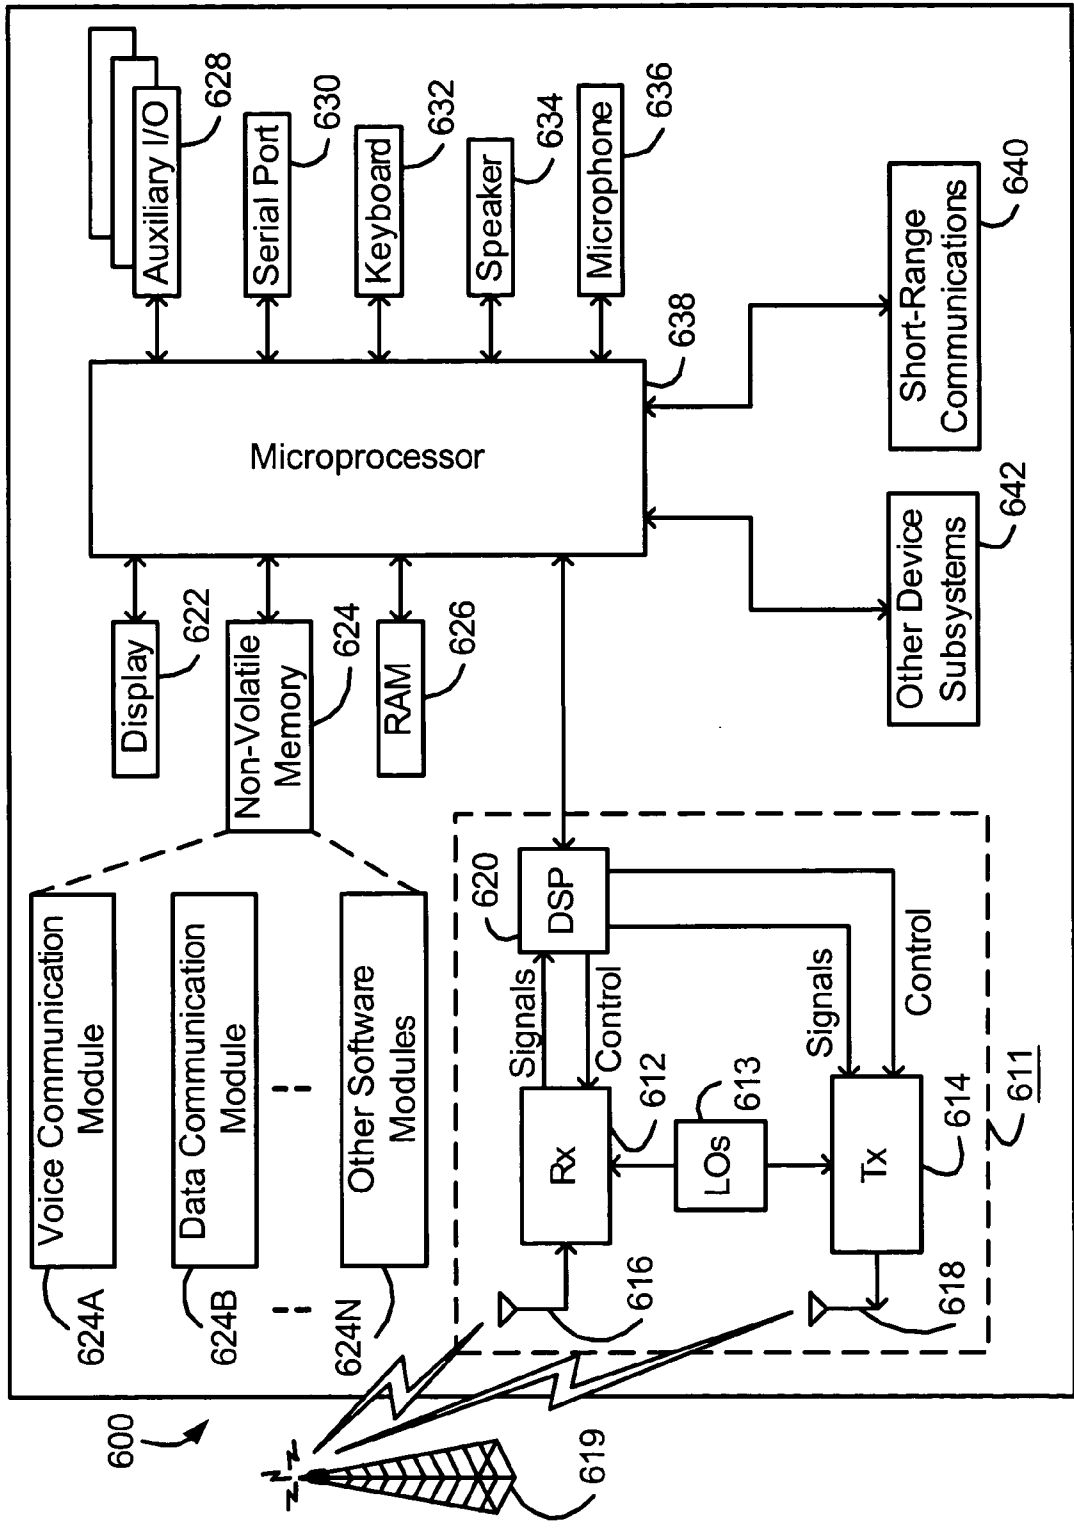 600
619
Voice Communication
Module
624A
Data Communication
Module
624B
Other Software
Modules
624N
Display
622
Non-Volatile
Memory
624
RAM
626
Microprocessor
638
Auxiliary I/O
628
Serial Port
630
Keyboard
632
Speaker
634
Microphone
636
Short-Range
Communications
640
Other Device
Subsystems
642
DSP
620
Signals
Control
Rx
612
LOs
613
Signals
Control
Tx
614
616
618
611